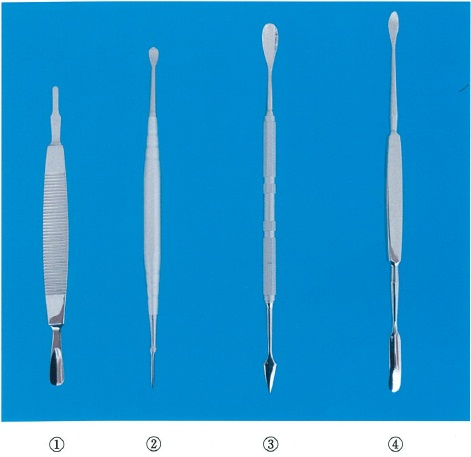 ① ② ③ ④